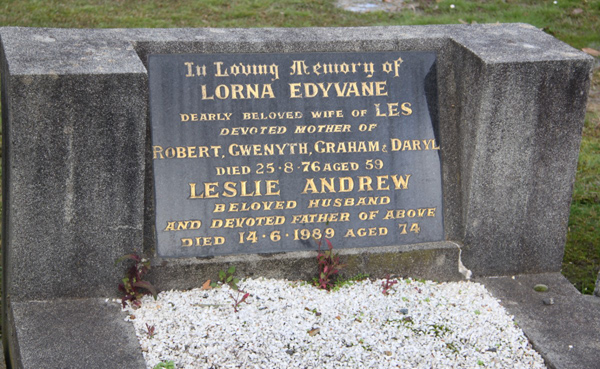 In Loving Memory of
LORNA EDYVANE
DEARLY BELOVED WIFE OF LES
DEVOTED MOTHER OF
ROBERT, GWENYTH, GRAHAM & DARYL
DIED 25·8·76 AGED 59
LESLIE ANDREW
BELOVED HUSBAND
AND DEVOTED FATHER OF ABOVE
DIED 14·6·1989 AGED 74